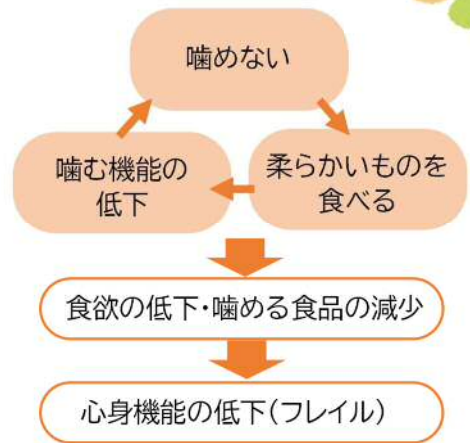 噛めない
噛む機能の
低下
柔らかいものを
食べる
食欲の低下・噛める食品の減少
心身機能の低下(フレイル)